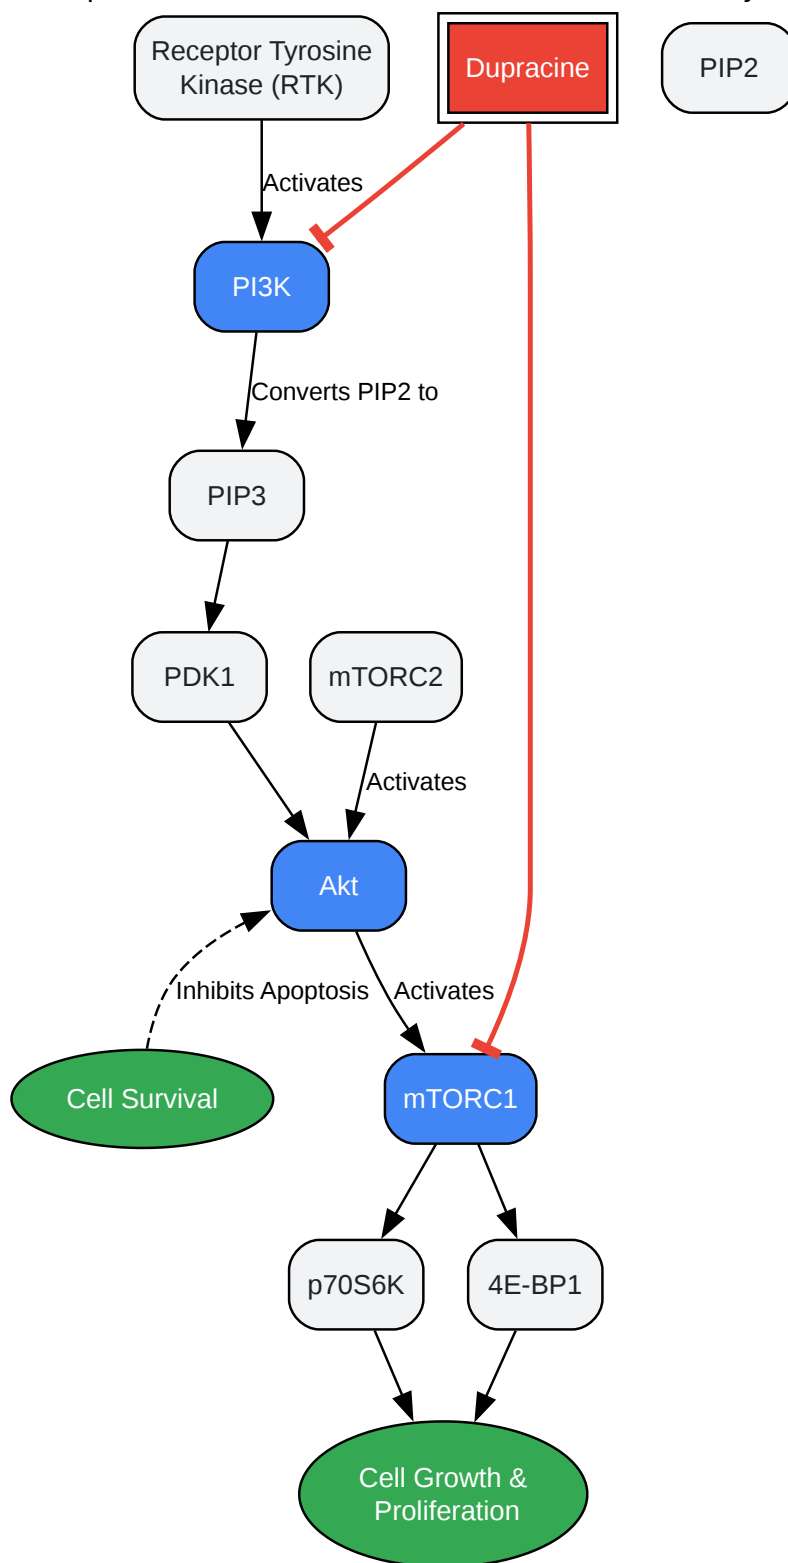 Receptor Tyrosine
Kinase (RTK)
Dupracine
PIP2
Activates
PI3K
Converts PIP2 to
PIP3
PDK1
mTORC2
Activates
Akt
Inhibits Apoptosis
Activates
Cell Survival
mTORC1
p70S6K
4E-BP1
Cell Growth &
Proliferation